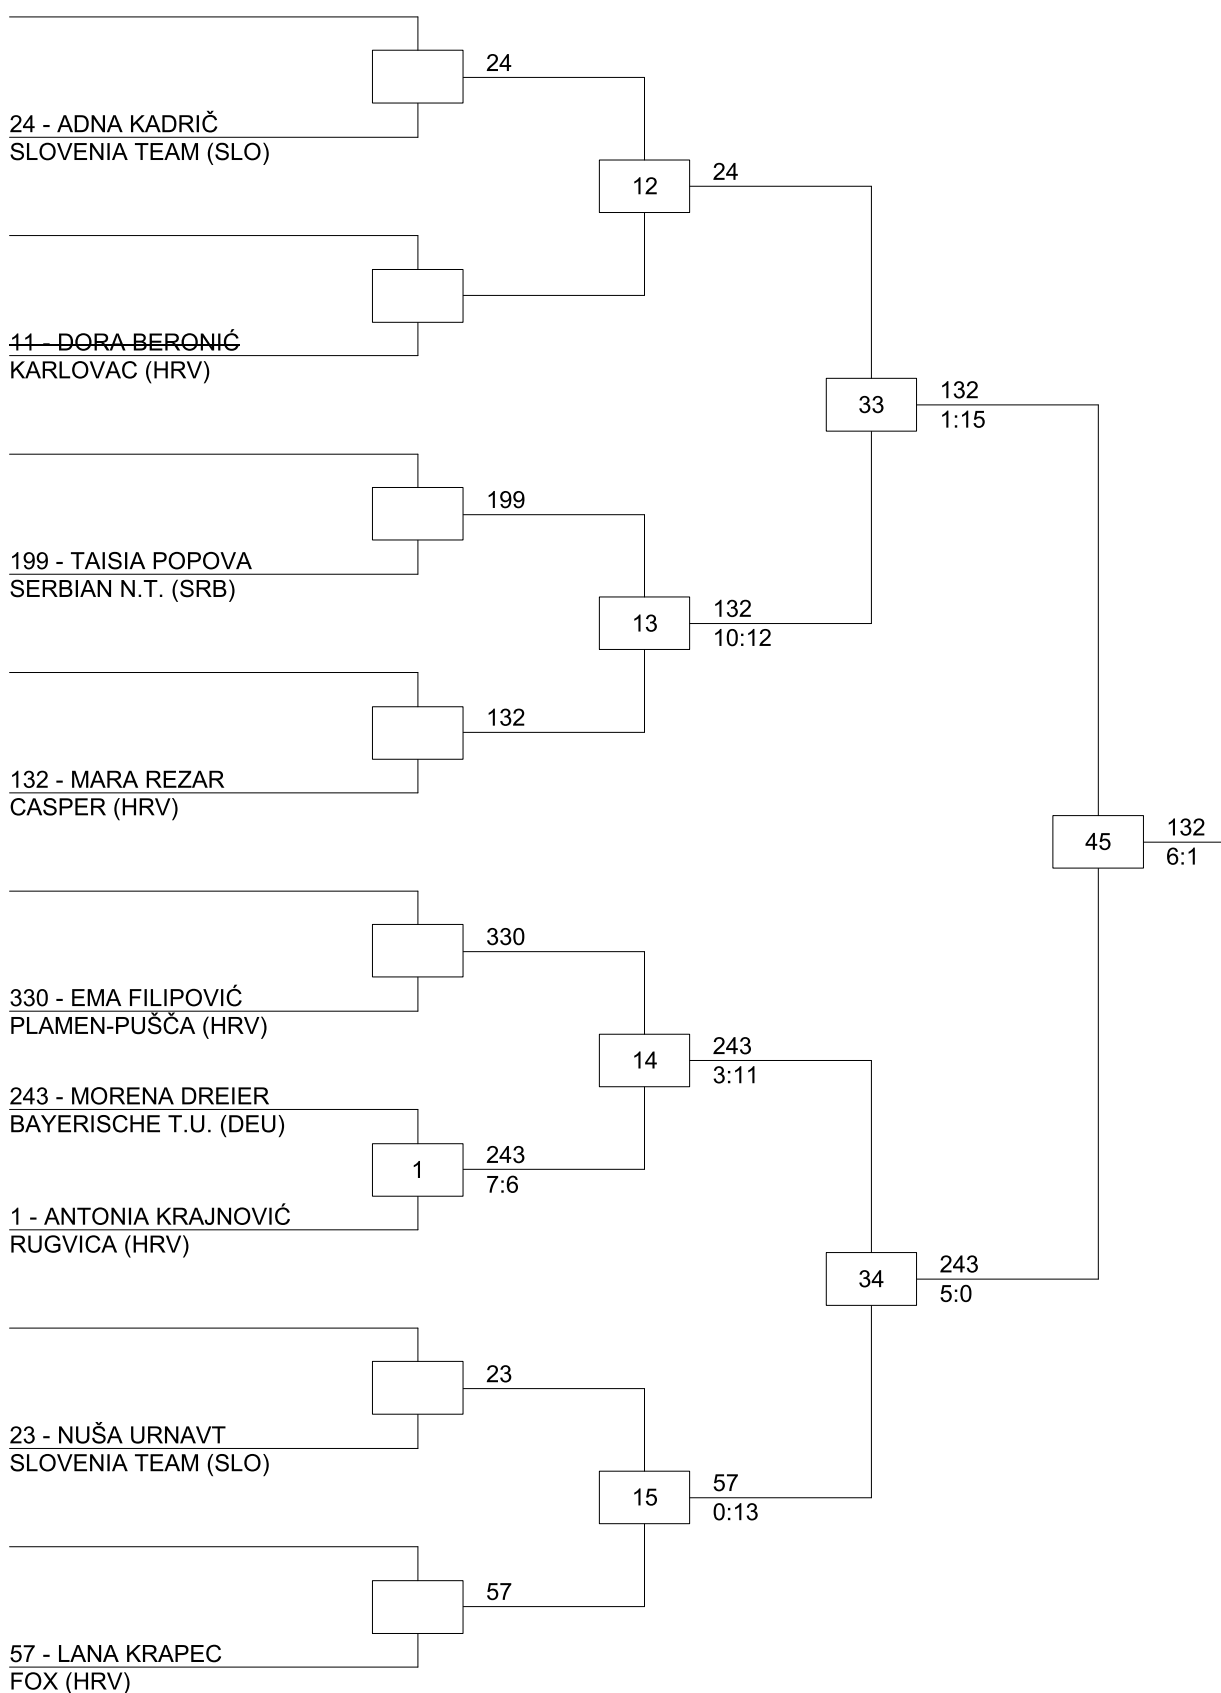 24
24 - ADNA KADRIČ
SLOVENIA TEAM (SLO)
12
24
11 - DORA BERONIĆ
KARLOVAC (HRV)
33
132
1:15
199
199 - TAISIA POPOVA
SERBIAN N.T. (SRB)
13
132
10:12
132
132 - MARA REZAR
CASPER (HRV)
45
132
6:1
330
330 - EMA FILIPOVIĆ
PLAMEN-PUŠČA (HRV)
14
243
3:11
243 - MORENA DREIER
BAYERISCHE T.U. (DEU)
1
243
7:6
1 - ANTONIA KRAJNOVIĆ
RUGVICA (HRV)
34
243
5:0
23
23 - NUŠA URNAVT
SLOVENIA TEAM (SLO)
15
57
0:13
57
57 - LANA KRAPEC
FOX (HRV)